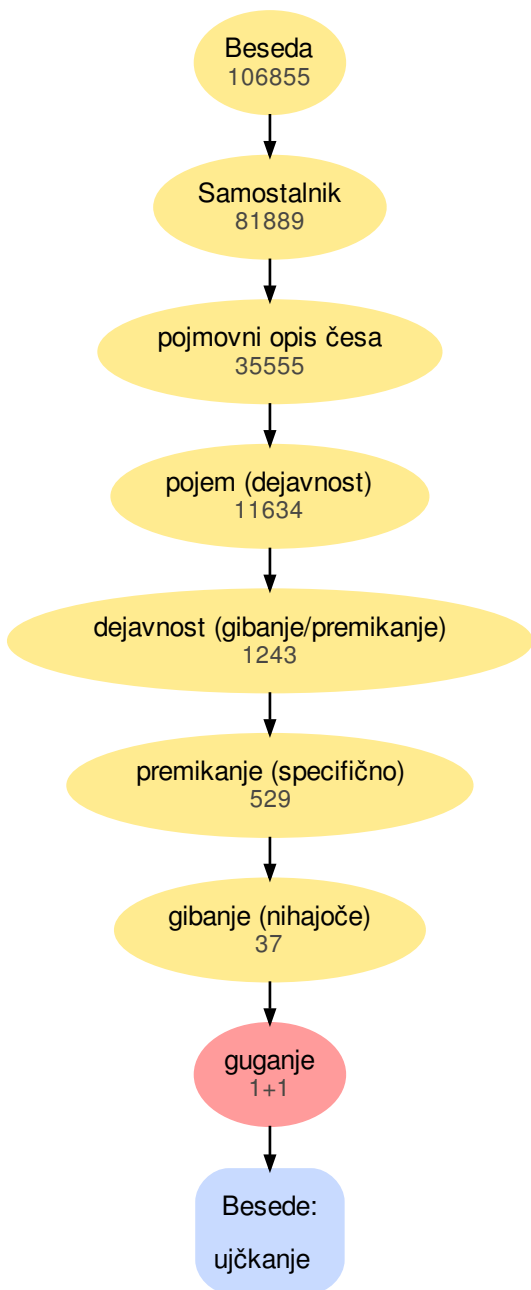 Beseda
106855
Samostalnik
81889
pojmovni opis česa
35555
pojem (dejavnost)
11634
dejavnost (gibanje/premikanje)
1243
premikanje (specifično)
529
gibanje (nihajoče)
37
guganje
1+1
Besede:
ujčkanje